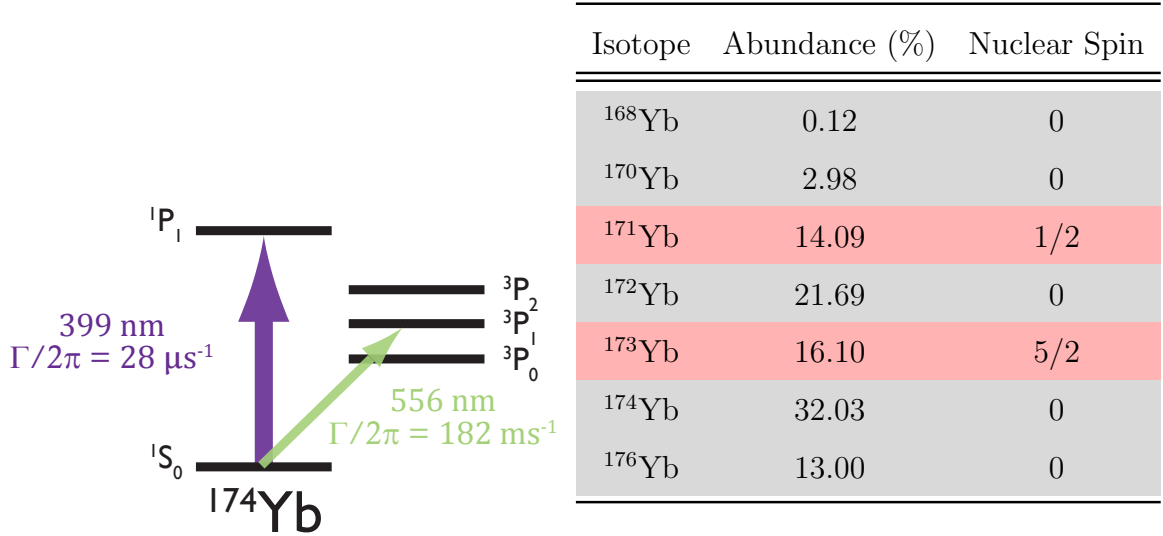 ¹P₁
³P₂
³P₁
³P₀
399 nm
Γ/2π = 28 μs⁻¹
556 nm
Γ/2π = 182 ms⁻¹
¹S₀
¹⁷⁴Yb
Isotope Abundance (%) Nuclear Spin
¹⁶⁸Yb 0.12 0
¹⁷⁰Yb 2.98 0
¹⁷¹Yb 14.09 1/2
¹⁷²Yb 21.69 0
¹⁷³Yb 16.10 5/2
¹⁷⁴Yb 32.03 0
¹⁷⁶Yb 13.00 0